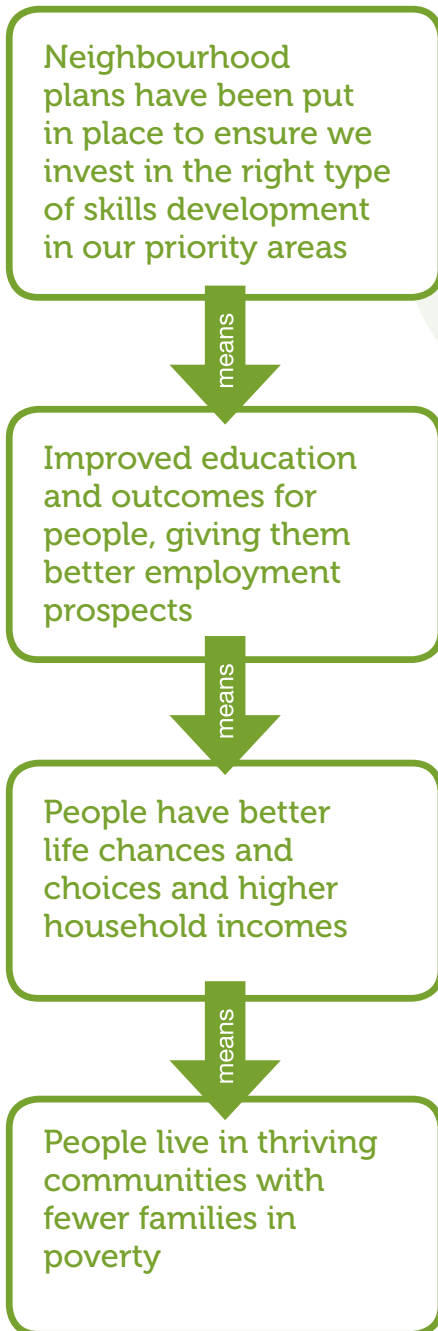 Neighbourhood
plans have been put
in place to ensure we
invest in the right type
of skills development
in our priority areas
means
Improved education
and outcomes for
people, giving them
better employment
prospects
means
People have better
life chances and
choices and higher
household incomes
means
People live in thriving
communities with
fewer families in
poverty